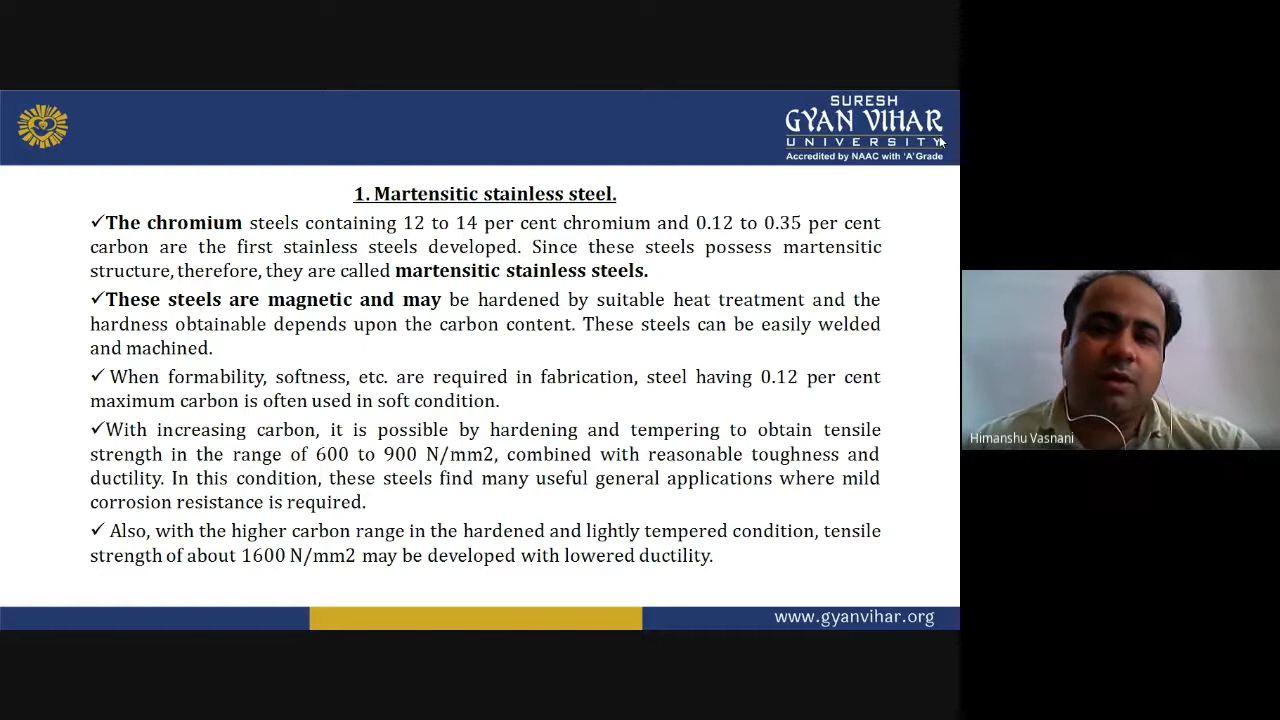 SURESH
GYAN VIHAR
UNIVERSITY
Accredited by NAAC with 'A' Grade
1. Martensitic stainless steel.
✓The chromium steels containing 12 to 14 per cent chromium and 0.12 to 0.35 per cent
carbon are the first stainless steels developed. Since these steels possess martensitic
structure, therefore, they are called martensitic stainless steels.
✓These steels are magnetic and may be hardened by suitable heat treatment and the
hardness obtainable depends upon the carbon content. These steels can be easily welded
and machined.
✓ When formability, softness, etc. are required in fabrication, steel having 0.12 per cent
maximum carbon is often used in soft condition.
✓With increasing carbon, it is possible by hardening and tempering to obtain tensile
strength in the range of 600 to 900 N/mm2, combined with reasonable toughness and
ductility. In this condition, these steels find many useful general applications where mild
corrosion resistance is required.
✓ Also, with the higher carbon range in the hardened and lightly tempered condition, tensile
strength of about 1600 N/mm2 may be developed with lowered ductility.
www.gyanvihar.org
Himanshu Vasnani